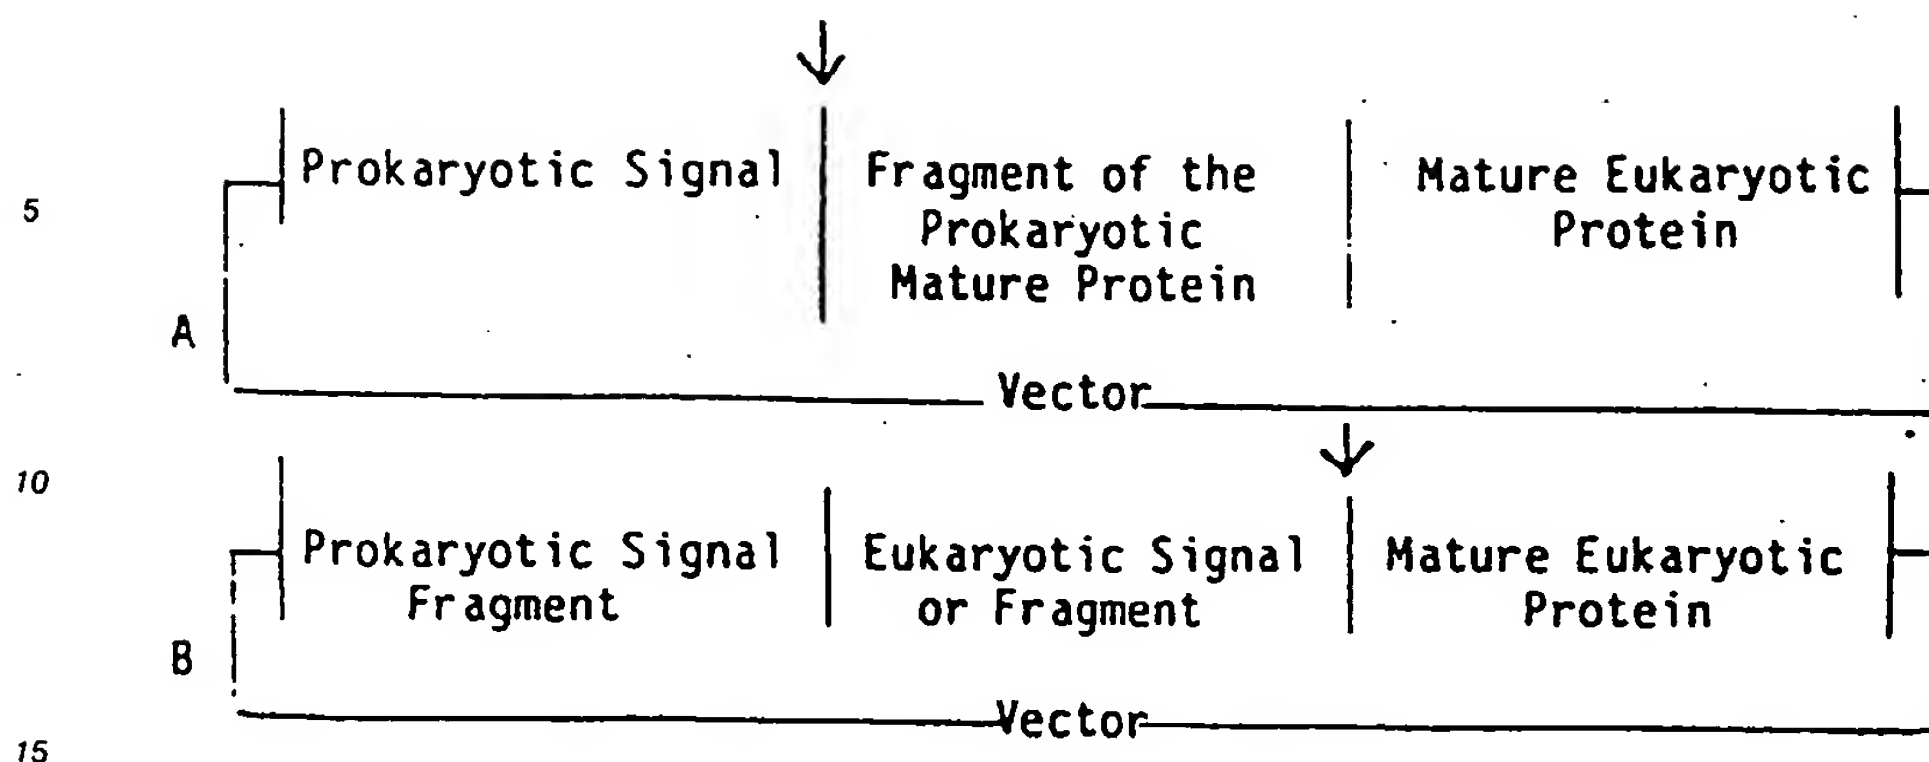 Prokaryotic Signal
Fragment of the
Prokaryotic
Mature Protein
Mature Eukaryotic
Protein
5
A
Vector
10
Prokaryotic Signal
Fragment
Eukaryotic Signal
or Fragment
Mature Eukaryotic
Protein
B
Vector
15